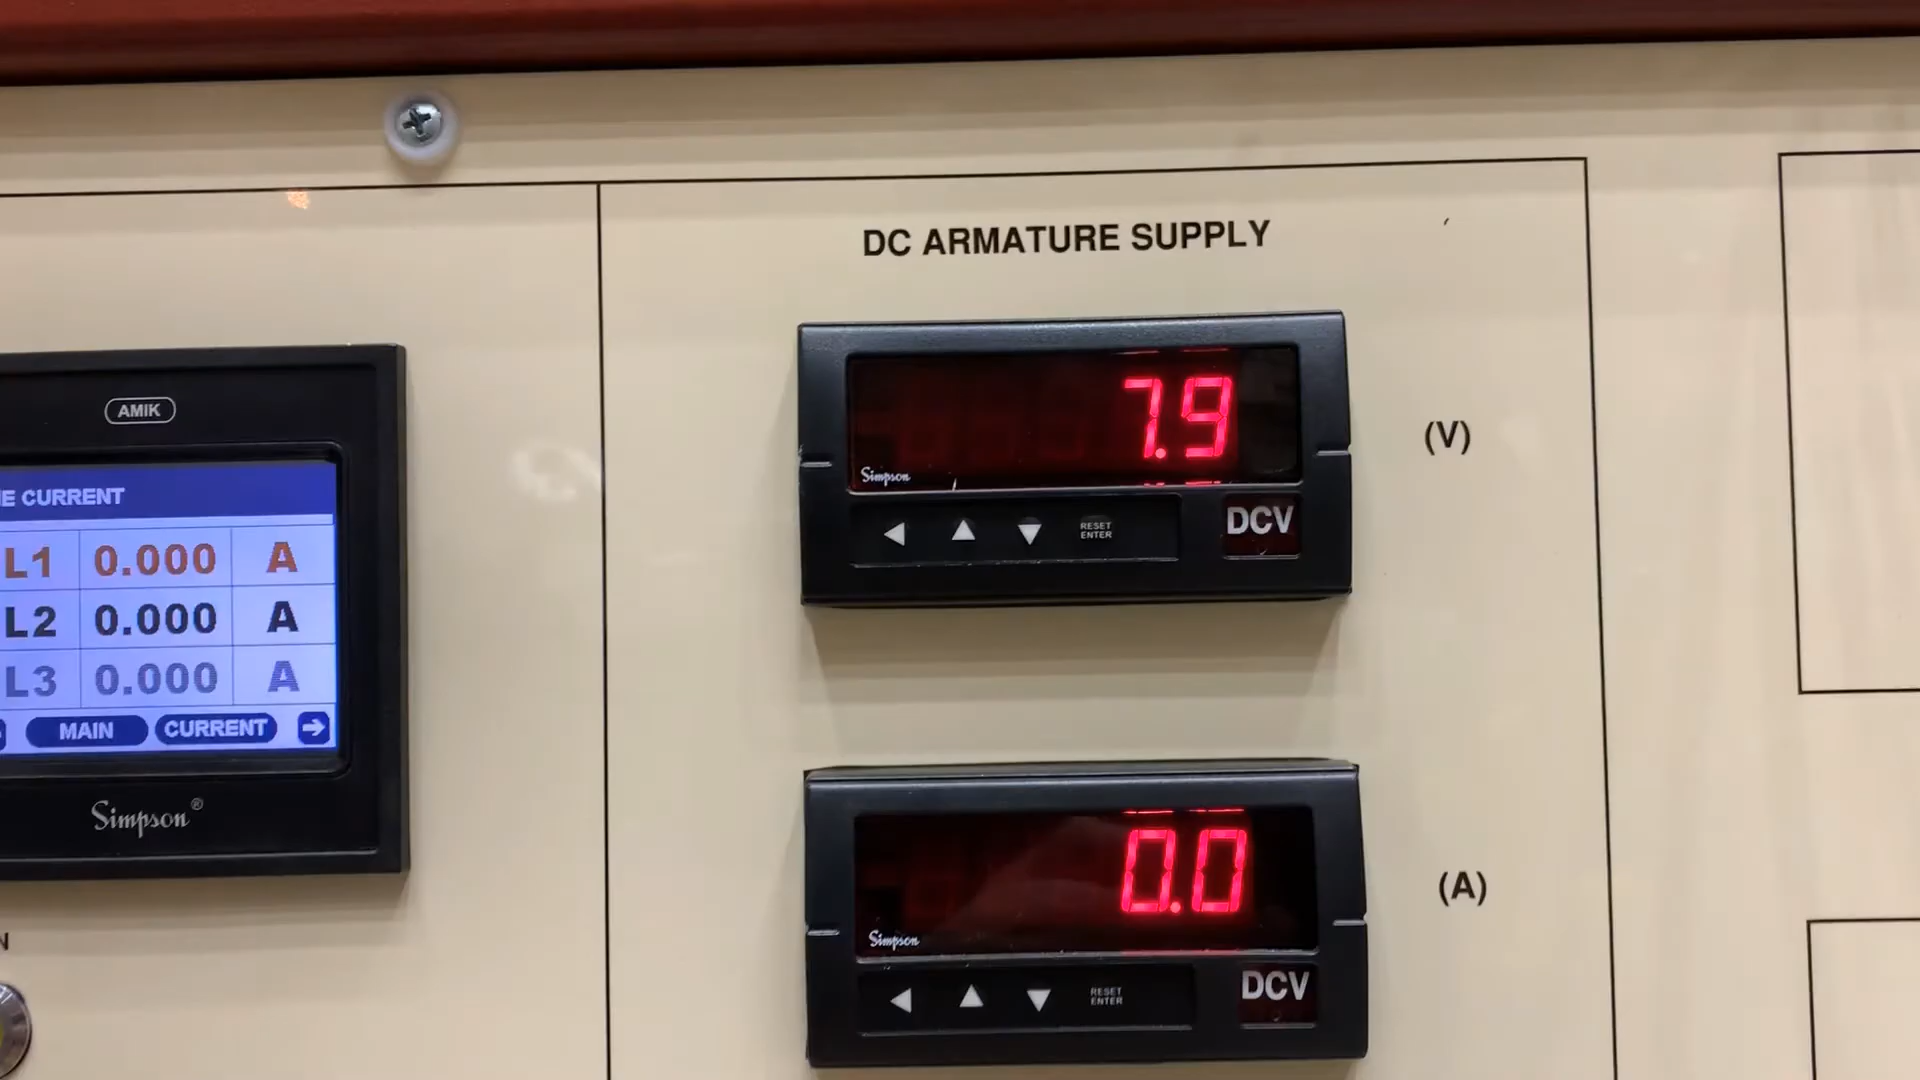 AMIK
E CURRENT
L1 0.000 A
L2 0.000 A
L3 0.000 A
MAIN CURRENT
Simpson®
N
DC ARMATURE SUPPLY
7.9
Simpson
RESET
ENTER
DCV
(V)
0.0
Simpson
RESET
ENTER
DCV
(A)